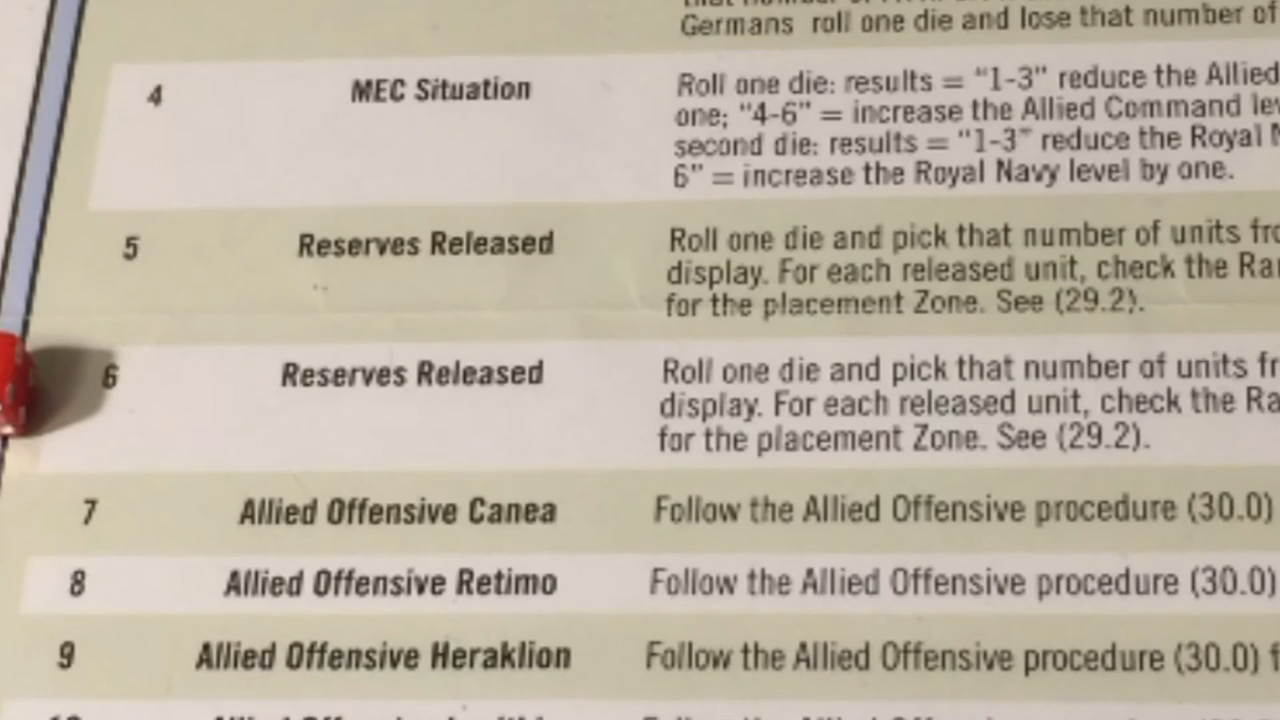 Germans roll one die and lose that number of
4 MEC Situation Roll one die: results = "1-3" reduce the Allied
one; "4-6" = increase the Allied Command
second die: results = "1-3" reduce the Royal
6" = increase the Royal Navy level by one.
5 Reserves Released Roll one die and pick that number of units
display. For each released unit, check the
for the placement Zone. See (29.2).
6 Reserves Released Roll one die and pick that number of units
display. For each released unit, check the
for the placement Zone. See (29.2).
7 Allied Offensive Canea Follow the Allied Offensive procedure (30.0)
8 Allied Offensive Retimo Follow the Allied Offensive procedure (30.0)
9 Allied Offensive Heraklion Follow the Allied Offensive procedure (30.0)